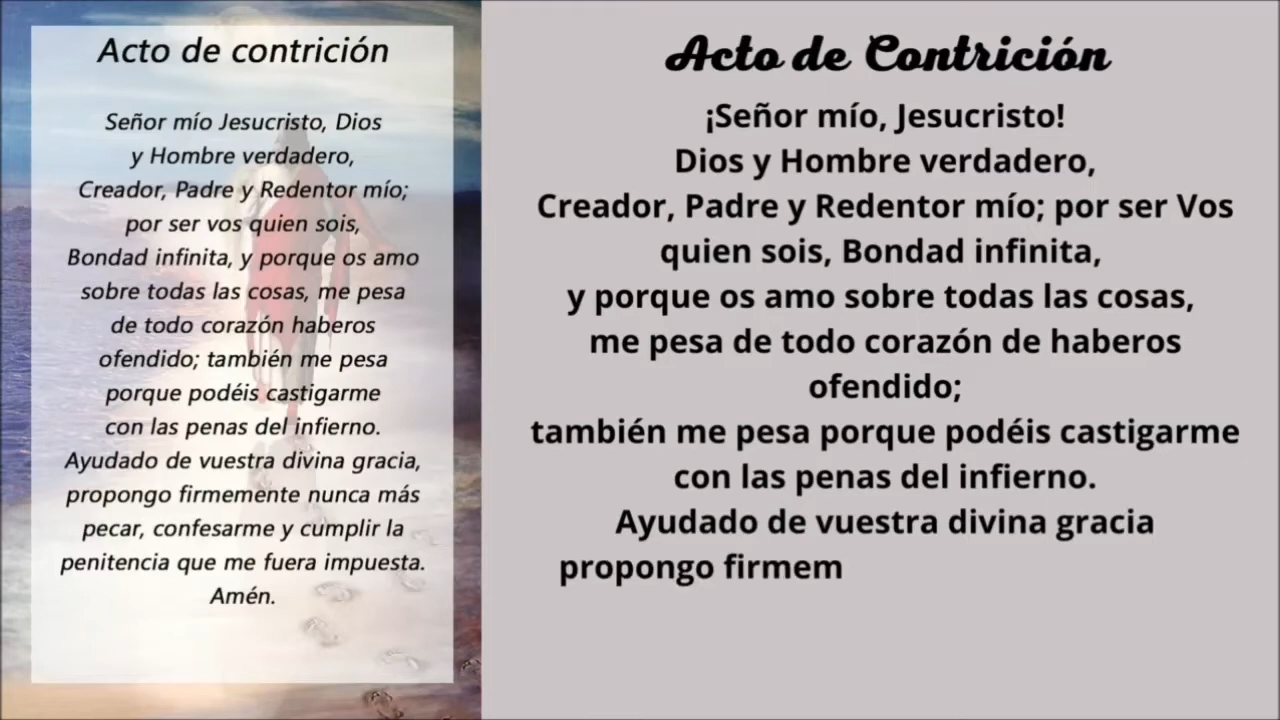 Acto de contrición
Señor mío Jesucristo, Dios
y Hombre verdadero,
Creador, Padre y Redentor mío;
por ser vos quien sois,
Bondad infinita, y porque os amo
sobre todas las cosas, me pesa
de todo corazón haberos
ofendido; también me pesa
porque podéis castigarme
con las penas del infierno.
Ayudado de vuestra divina gracia,
propongo firmemente nunca más
pecar, confesarme y cumplir la
penitencia que me fuera impuesta.
Amén.
Acto de Contrición
¡Señor mío, Jesucristo!
Dios y Hombre verdadero,
Creador, Padre y Redentor mío; por ser Vos
quien sois, Bondad infinita,
y porque os amo sobre todas las cosas,
me pesa de todo corazón de haberos
ofendido;
también me pesa porque podéis castigarme
con las penas del infierno.
Ayudado de vuestra divina gracia
propongo firmem